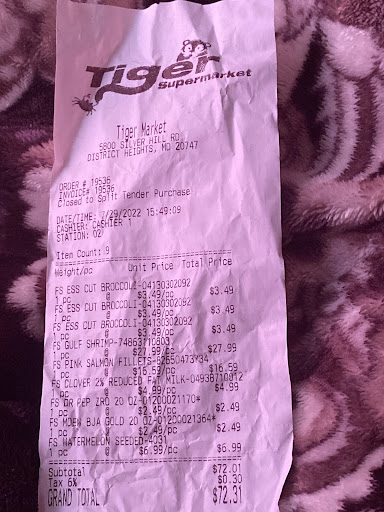 Tiger
Supermarket
Tiger Market
5800 SILVER HILL RD.
DISTRICT HEIGHTS, MD 20747
ORDER # 19536
INVOICE# 19536
Closed to Split Tender Purchase
DATE/TIME: 7/29/2022 15:49:09
CASHIER: CASHIER 1
STATION: 02
Item Count: 9
Weight/pc Unit Price Total Price
FS ESS CUT BROCCOLI-04130302092
1 pc @ $3.49/pc $3.49
FS ESS CUT BROCCOLI-04130302092
1 pc @ $3.49/pc $3.49
FS ESS CUT BROCCOLI-04130302092
1 pc @ $3.49/pc $3.49
FS GULF SHRIMP-74863710803
1 pc @ $27.99/pc $27.99
FS PINK SALMON FILLETS-82650473734
1 pc @ $16.59/pc $16.59
FS CLOVER 2% REDUCED FAT MILK-04938710012
1 pc @ $4.99/pc $4.99
FS DR PEP ZRO 20 OZ-01200021170*
1 pc @ $2.49/pc $2.49
FS MDEW BJA GOLD 20 OZ-01200021364*
1 pc @ $2.49/pc $2.49
FS WATERMELON SEEDED-4031
1 pc @ $6.99/pc $6.99
Subtotal $72.01
Tax 6% $0.30
GRAND TOTAL $72.31